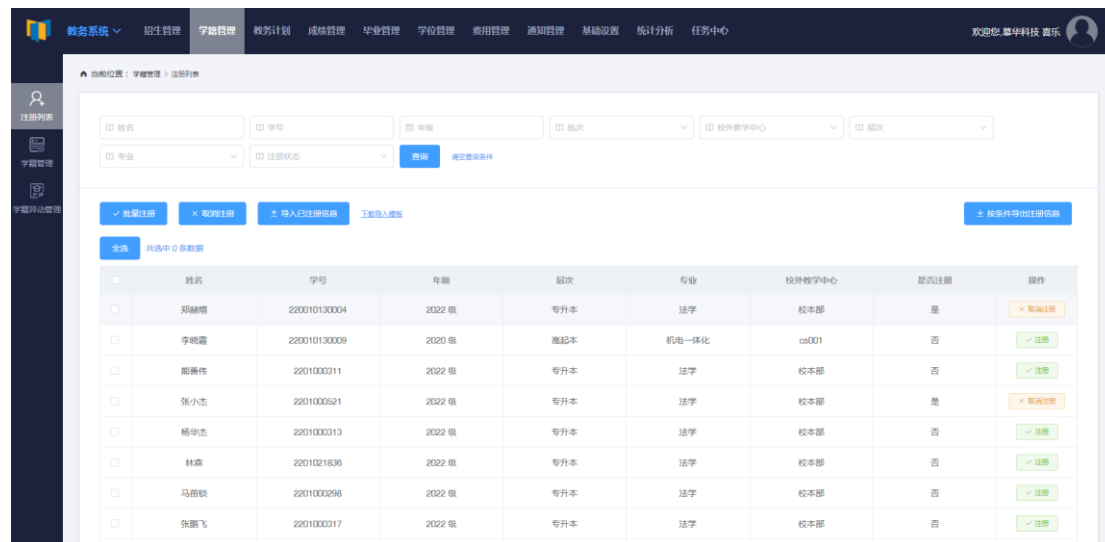 教务系统 招生管理 学籍管理 教务计划 成绩管理 毕业管理 学位管理 费用管理 通知管理 基础设置 统计分析 任务中心 欢迎您,慕华科技 喜乐
当前位置： 学籍管理 > 注册列表
注册列表
学籍管理
学籍异动管理
姓名 学号 年级 批次 校外教学中心 层次
专业 注册状态 查询 清空查询条件
批量注册 取消注册 导入已注册信息 下载导入模板 按条件导出注册信息
全选 共选中 0 条数据
姓名 学号 年级 层次 专业 校外教学中心 是否注册 操作
郑赫熺 220010130004 2022 级 专升本 法学 校本部 是 取消注册
李晓霞 220010130009 2020 级 高起本 机电一体化 cs001 否 注册
熊善伟 2201000311 2022 级 专升本 法学 校本部 否 注册
张小杰 2201000521 2022 级 专升本 法学 校本部 是 取消注册
杨华杰 2201000313 2022 级 专升本 法学 校本部 否 注册
林森 2201021836 2022 级 专升本 法学 校本部 否 注册
马苗锁 2201000298 2022 级 专升本 法学 校本部 否 注册
张鹏飞 2201000317 2022 级 专升本 法学 校本部 否 注册